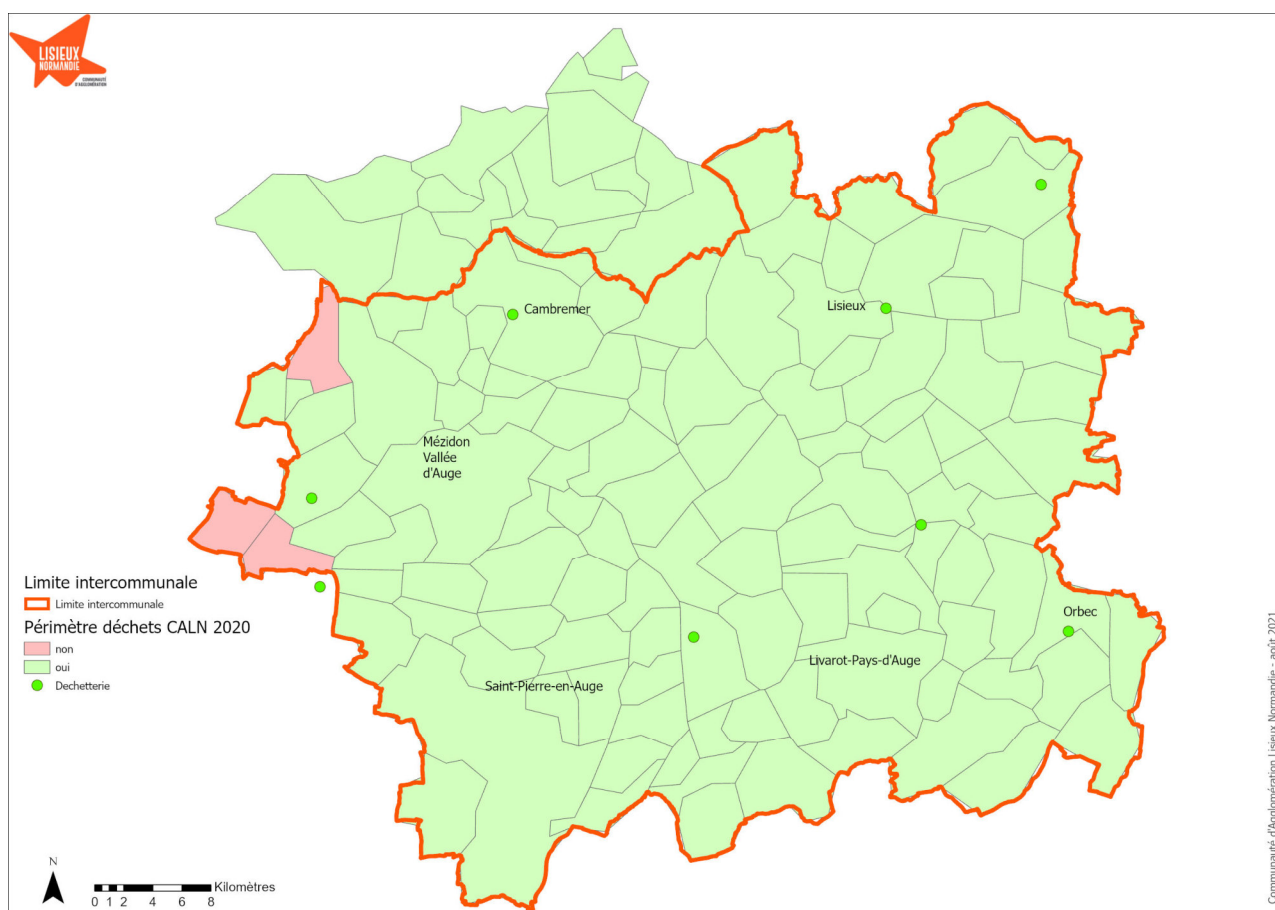 LISIEUX
NORMANDIE
COMMUNAUTÉ
D'AGGLOMÉRATION
Cambremer
Lisieux
Mézidon
Vallée
d'Auge
Orbec
Livarot-Pays-d'Auge
Saint-Pierre-en-Auge
Limite intercommunale
Limite intercommunale
Périmètre déchets CALN 2020
non
oui
Dechetterie
N
0 1 2 4 6 8 Kilomètres
Communauté d'Agglomération Lisieux Normandie - août 2021